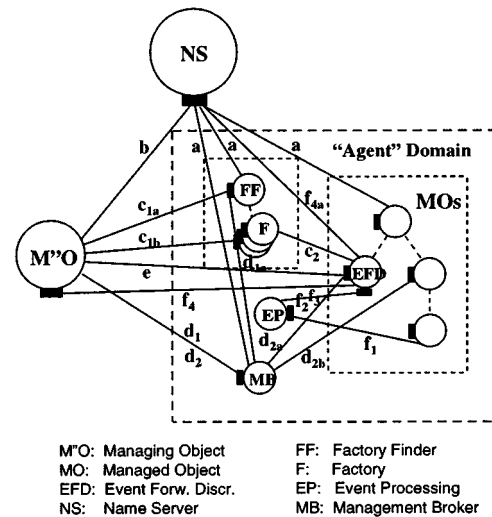 NS
b
a
a
a
"Agent" Domain
MOs
FF
f4a
c1a
F
c1b
c2
M"O
d1a
e
EFD
f4
f2
f3
EP
d1
d2
d2a
d2b
f1
MB
M"O: Managing Object
MO: Managed Object
EFD: Event Forw. Discr.
NS: Name Server
FF: Factory Finder
F: Factory
EP: Event Processing
MB: Management Broker